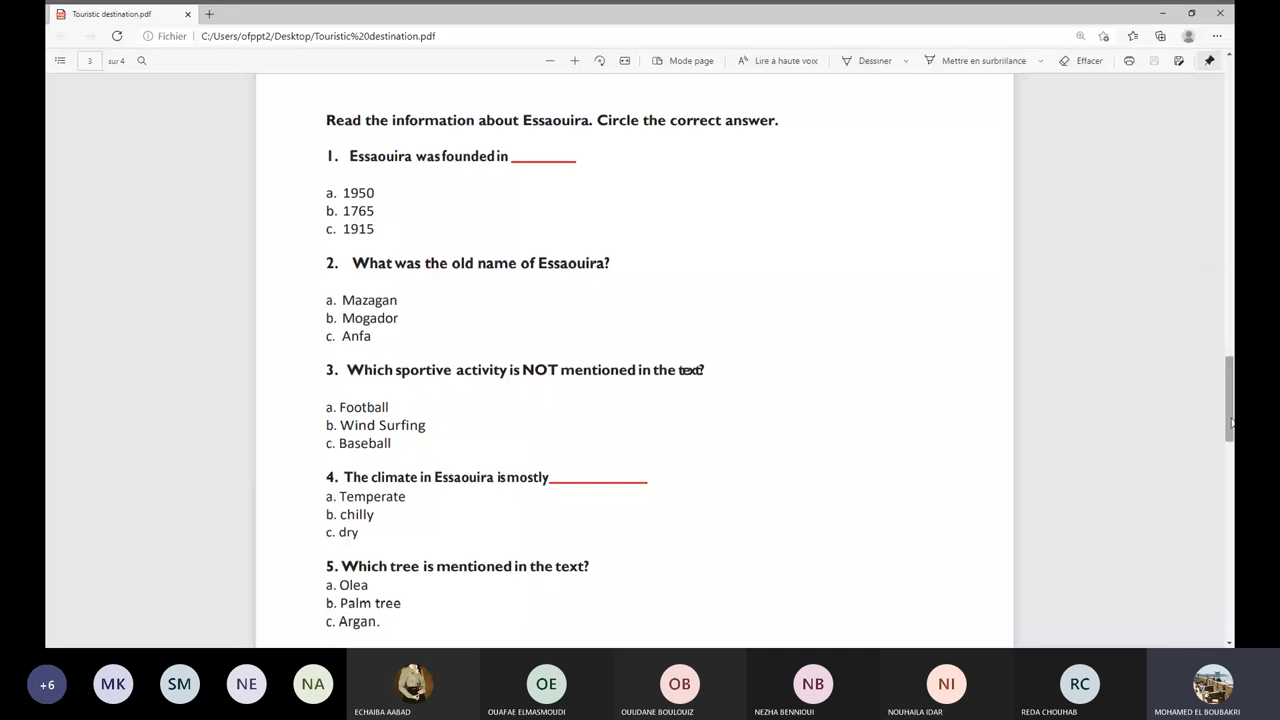 Touristic destination.pdf
Fichier
C:/Users/ofppt2/Desktop/Touristic%20destination.pdf
3 sur 4
Mode page
Lire à haute voix
Dessiner
Mettre en surbrillance
Effacer
Read the information about Essaouira. Circle the correct answer.
1. Essaouira was founded in ________
a. 1950
b. 1765
c. 1915
2. What was the old name of Essaouira?
a. Mazagan
b. Mogador
c. Anfa
3. Which sportive activity is NOT mentioned in the text?
a. Football
b. Wind Surfing
c. Baseball
4. The climate in Essaouira is mostly____________
a. Temperate
b. chilly
c. dry
5. Which tree is mentioned in the text?
a. Olea
b. Palm tree
c. Argan.
+6
MK
SM
NE
NA
OE
OB
NB
NI
RC
ECHAIBA AABAD
OUAFAE ELMASMOUDI
OUIJDANE BOULOUIZ
NEZHA BENNIOUI
NOUHAILA IDAR
REDA CHOUHAB
MOHAMED EL BOUBAKRI